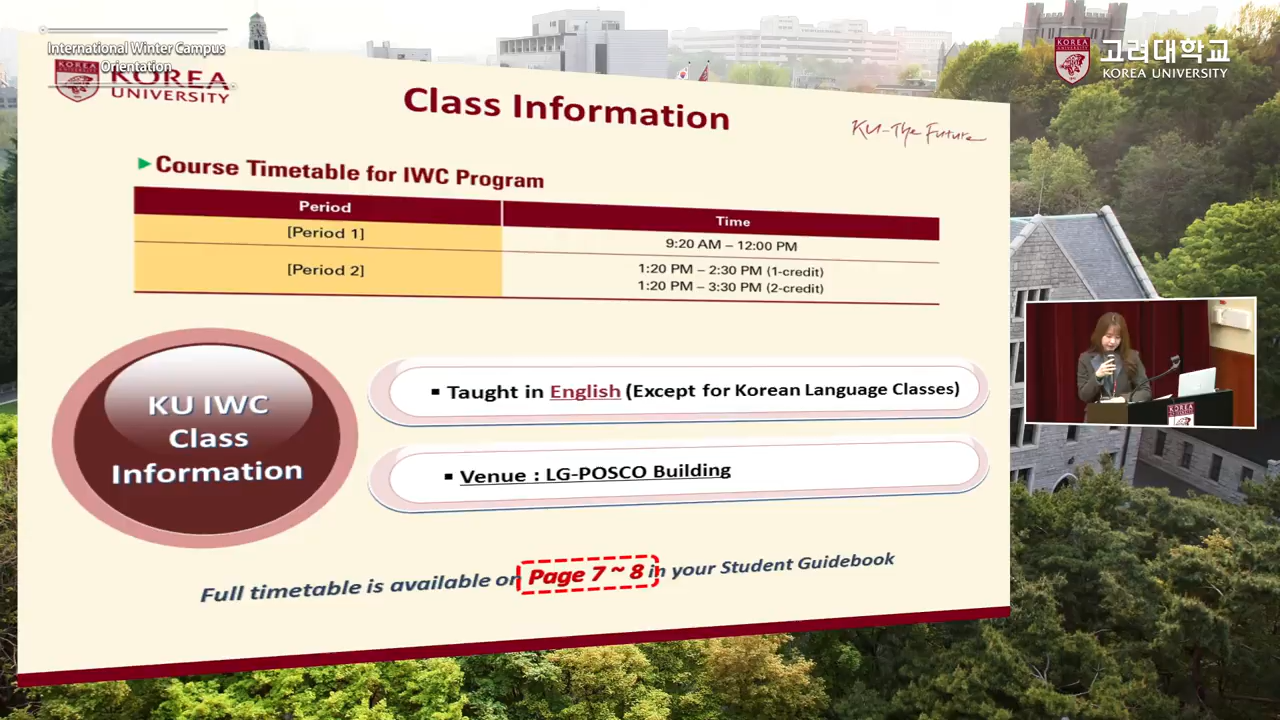 International Winter Campus
Orientation
KOREA
UNIVERSITY
KOREA
UNIVERSITY
고려대학교
KOREA UNIVERSITY
Class Information
KU-The Future
►Course Timetable for IWC Program
Period
Time
[Period 1]
9:20 AM – 12:00 PM
[Period 2]
1:20 PM – 2:30 PM (1-credit)
1:20 PM – 3:30 PM (2-credit)
KU IWC
Class
Information
▪ Taught in English (Except for Korean Language Classes)
▪ Venue : LG-POSCO Building
KOREA
Full timetable is available on Page 7 ~ 8 in your Student Guidebook